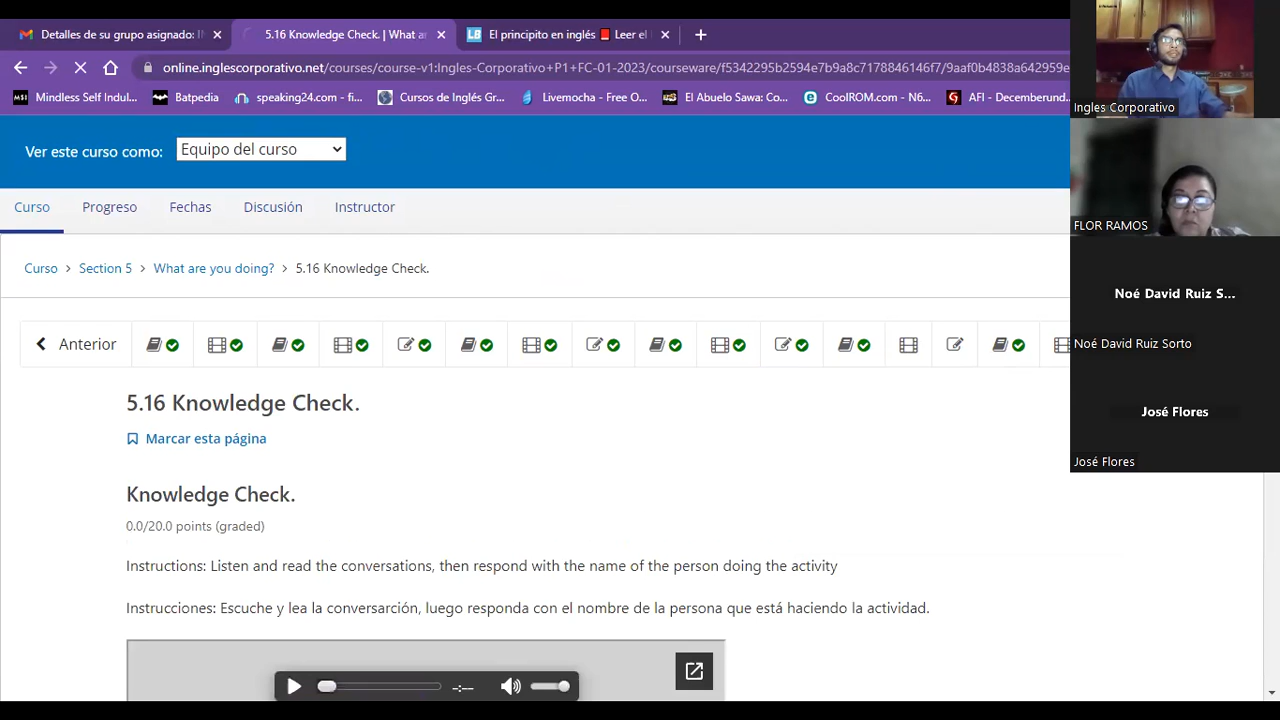 Detalles de su grupo asignado: II
5.16 Knowledge Check. | What ar
El principito en inglés 📕 Leer el l
online.inglescorporativo.net/courses/course-v1:Ingles-Corporativo+P1+FC-01-2023/courseware/f5342295b2594e7b9a8c7178846146f7/9aaf0b4838a642959e
Mindless Self Indul...
Batpedia
speaking24.com - fi...
Cursos de Inglés Gr...
Livemocha - Free O...
El Abuelo Sawa: Co...
CoolROM.com - N6...
AFI - Decemberund...
Ver este curso como:
Equipo del curso
Curso
Progreso
Fechas
Discusión
Instructor
Curso > Section 5 > What are you doing? > 5.16 Knowledge Check.
Anterior
5.16 Knowledge Check.
Marcar esta página
Knowledge Check.
0.0/20.0 points (graded)
Instructions: Listen and read the conversations, then respond with the name of the person doing the activity
Instrucciones: Escuche y lea la conversarción, luego responda con el nombre de la persona que está haciendo la actividad.
-:--
Ingles Corporativo
FLOR RAMOS
Noé David Ruiz S...
Noé David Ruiz Sorto
José Flores
José Flores